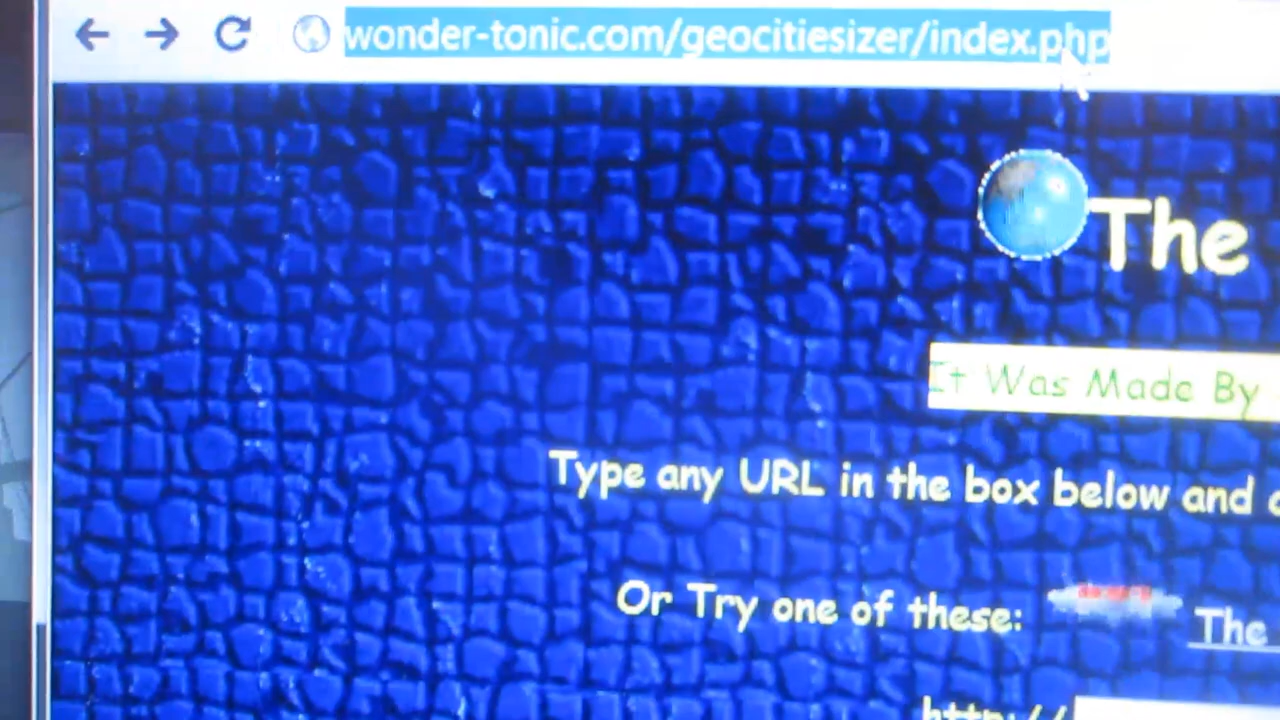 wonder-tonic.com/geocitiesizer/index.php
The
It Was Made By
Type any URL in the box below and
Or Try one of these:
The
http://